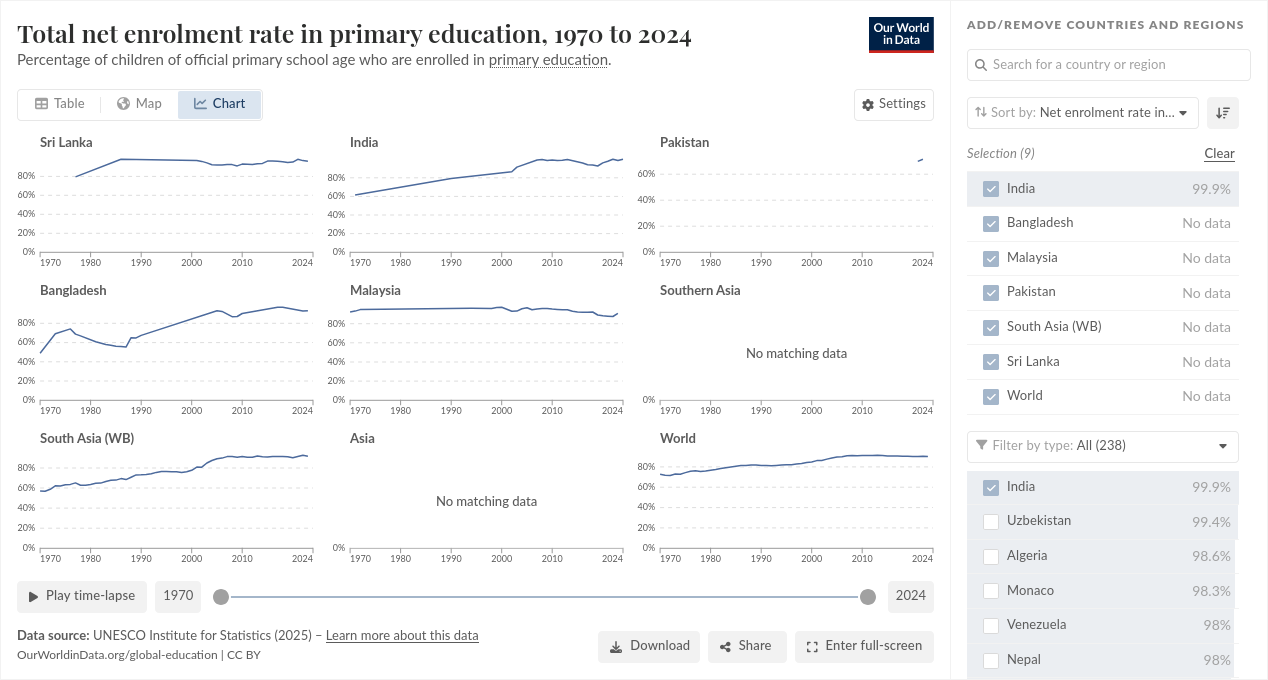 Total net enrolment rate in primary education, 1970 to 2024
Percentage of children of official primary school age who are enrolled in primary education.
Our World
in Data
Table
Map
Chart
Settings
Sri Lanka
80%
60%
40%
20%
0%
1970 1980 1990 2000 2010 2024
India
80%
60%
40%
20%
0%
1970 1980 1990 2000 2010 2024
Pakistan
60%
40%
20%
0%
1970 1980 1990 2000 2010 2024
Bangladesh
80%
60%
40%
20%
0%
1970 1980 1990 2000 2010 2024
Malaysia
80%
60%
40%
20%
0%
1970 1980 1990 2000 2010 2024
Southern Asia
No matching data
0%
1970 1980 1990 2000 2010 2024
South Asia (WB)
80%
60%
40%
20%
0%
1970 1980 1990 2000 2010 2024
Asia
No matching data
0%
1970 1980 1990 2000 2010 2024
World
80%
60%
40%
20%
0%
1970 1980 1990 2000 2010 2024
Play time-lapse
1970
2024
Data source: UNESCO Institute for Statistics (2025) – Learn more about this data
OurWorldinData.org/global-education | CC BY
Download
Share
Enter full-screen
ADD/REMOVE COUNTRIES AND REGIONS
Search for a country or region
Sort by: Net enrolment rate in...
Selection (9)
Clear
India 99.9%
Bangladesh No data
Malaysia No data
Pakistan No data
South Asia (WB) No data
Sri Lanka No data
World No data
Filter by type: All (238)
India 99.9%
Uzbekistan 99.4%
Algeria 98.6%
Monaco 98.3%
Venezuela 98%
Nepal 98%